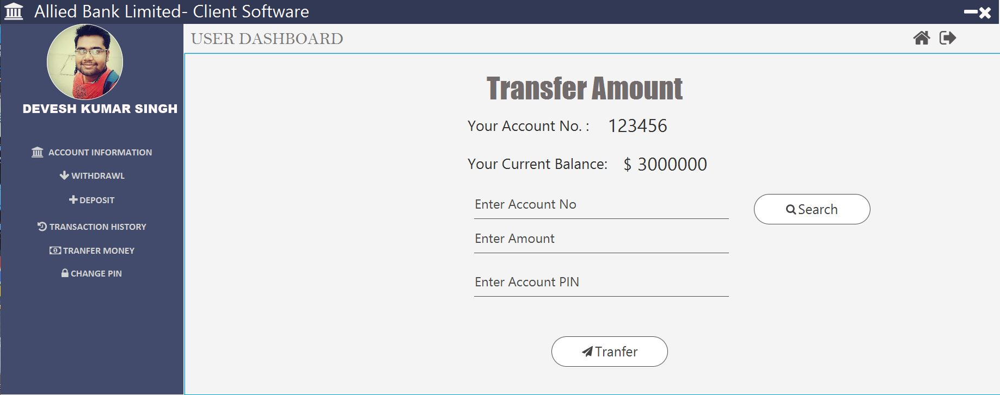 Allied Bank Limited- Client Software
USER DASHBOARD
DEVESH KUMAR SINGH
ACCOUNT INFORMATION
WITHDRAWL
DEPOSIT
TRANSACTION HISTORY
TRANFER MONEY
CHANGE PIN
Transfer Amount
Your Account No. : 123456
Your Current Balance: $ 3000000
Enter Account No
Search
Enter Amount
Enter Account PIN
Tranfer